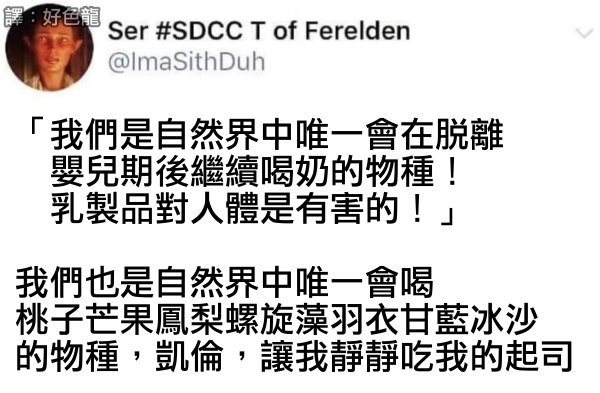 譯:好色龍
Ser #SDCC T of Ferelden
@ImaSithDuh
「我們是自然界中唯一會在脫離
嬰兒期後繼續喝奶的物種!
乳製品對人體是有害的!」
我們也是自然界中唯一會喝
桃子芒果鳳梨螺旋藻羽衣甘藍冰沙
的物種,凱倫,讓我靜靜吃我的起司